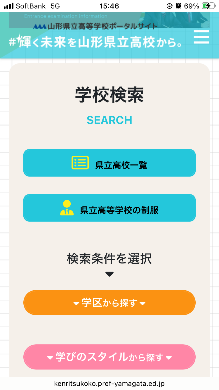 SoftBank 5G 15:46 69%
山形県立高等学校ポータルサイト
#輝く未来を山形県立高校から。
学校検索
SEARCH
県立高校一覧
県立高等学校の制服
検索条件を選択
学区から探す
学びのスタイルから探す
kenritsukoko.pref-yamagata.ed.jp